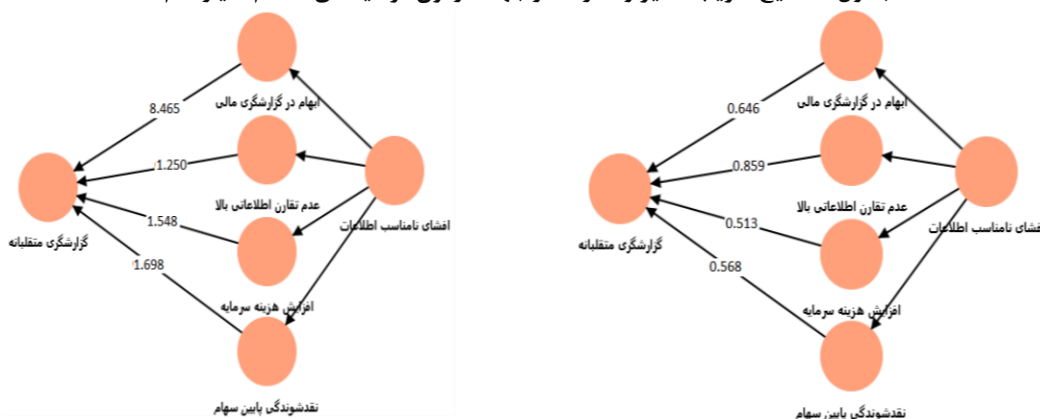 8.465
ابهام در گزارشگری مالی
1.250
عدم تقارن اطلاعاتی بالا
افشای نامناسب اطلاعات
گزارشگری متقلبانه
1.548
1.698
افزایش هزینه سرمایه
نقدشوندگی پایین سهام
0.646
ابهام در گزارشگری مالی
0.859
عدم تقارن اطلاعاتی بالا
فشای نامناسب اطلاعات
گزارشگری متقلبانه
0.513
0.568
افزایش هزینه سرمایه
نقدشوندگی پایین سهام